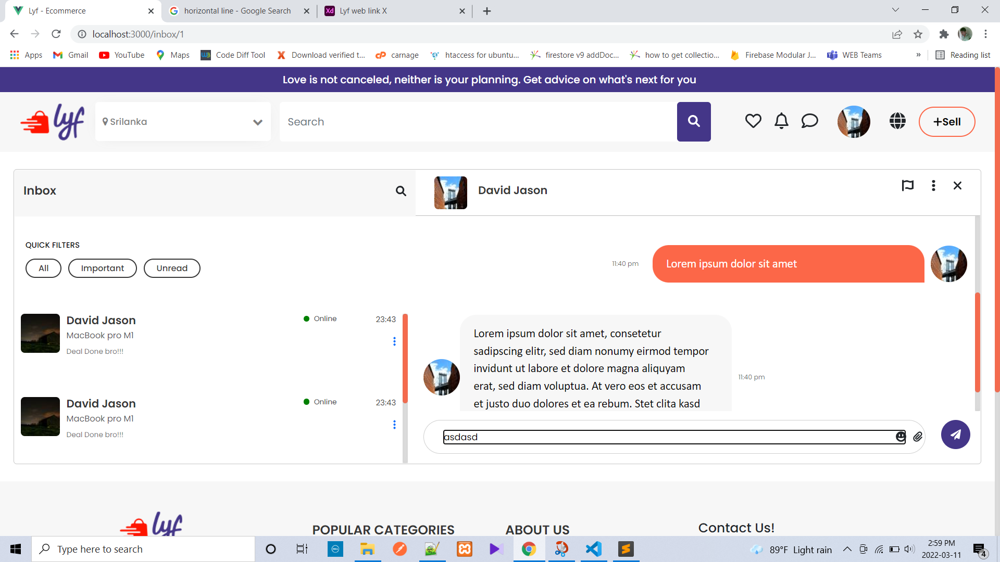 Lyf - Ecommerce
horizontal line - Google Search
Xd Lyf web link X
localhost:3000/inbox/1
Apps
Gmail
YouTube
Maps
Code Diff Tool
Download verified t...
carnage
htaccess for ubuntu...
firestore v9 addDoc...
how to get collectio...
Firebase Modular J...
WEB Teams
»
Reading list
Love is not canceled, neither is your planning. Get advice on what's next for you
lyf
Srilanka
Search
+Sell
Inbox
David Jason
QUICK FILTERS
All
Important
Unread
11:40 pm
Lorem ipsum dolor sit amet
David Jason
Online
23:43
MacBook pro M1
Deal Done bro!!!
Lorem ipsum dolor sit amet, consetetur
sadipscing elitr, sed diam nonumy eirmod tempor
invidunt ut labore et dolore magna aliquyam
erat, sed diam voluptua. At vero eos et accusam
et justo duo dolores et ea rebum. Stet clita kasd
11:40 pm
David Jason
Online
23:43
MacBook pro M1
Deal Done bro!!!
asdasd
lyf
POPULAR CATEGORIES
ABOUT US
Contact Us!
Type here to search
DELL
89°F Light rain
2:59 PM
2022-03-11
4